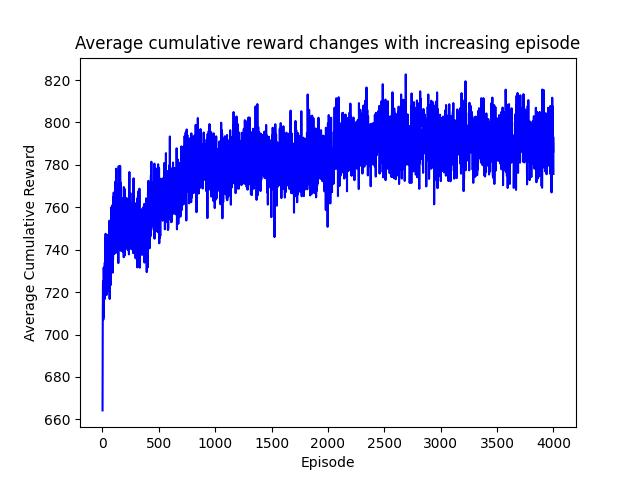 Average cumulative reward changes with increasing episode
Average Cumulative Reward
820
800
780
760
740
720
700
680
660
0 500 1000 1500 2000 2500 3000 3500 4000
Episode